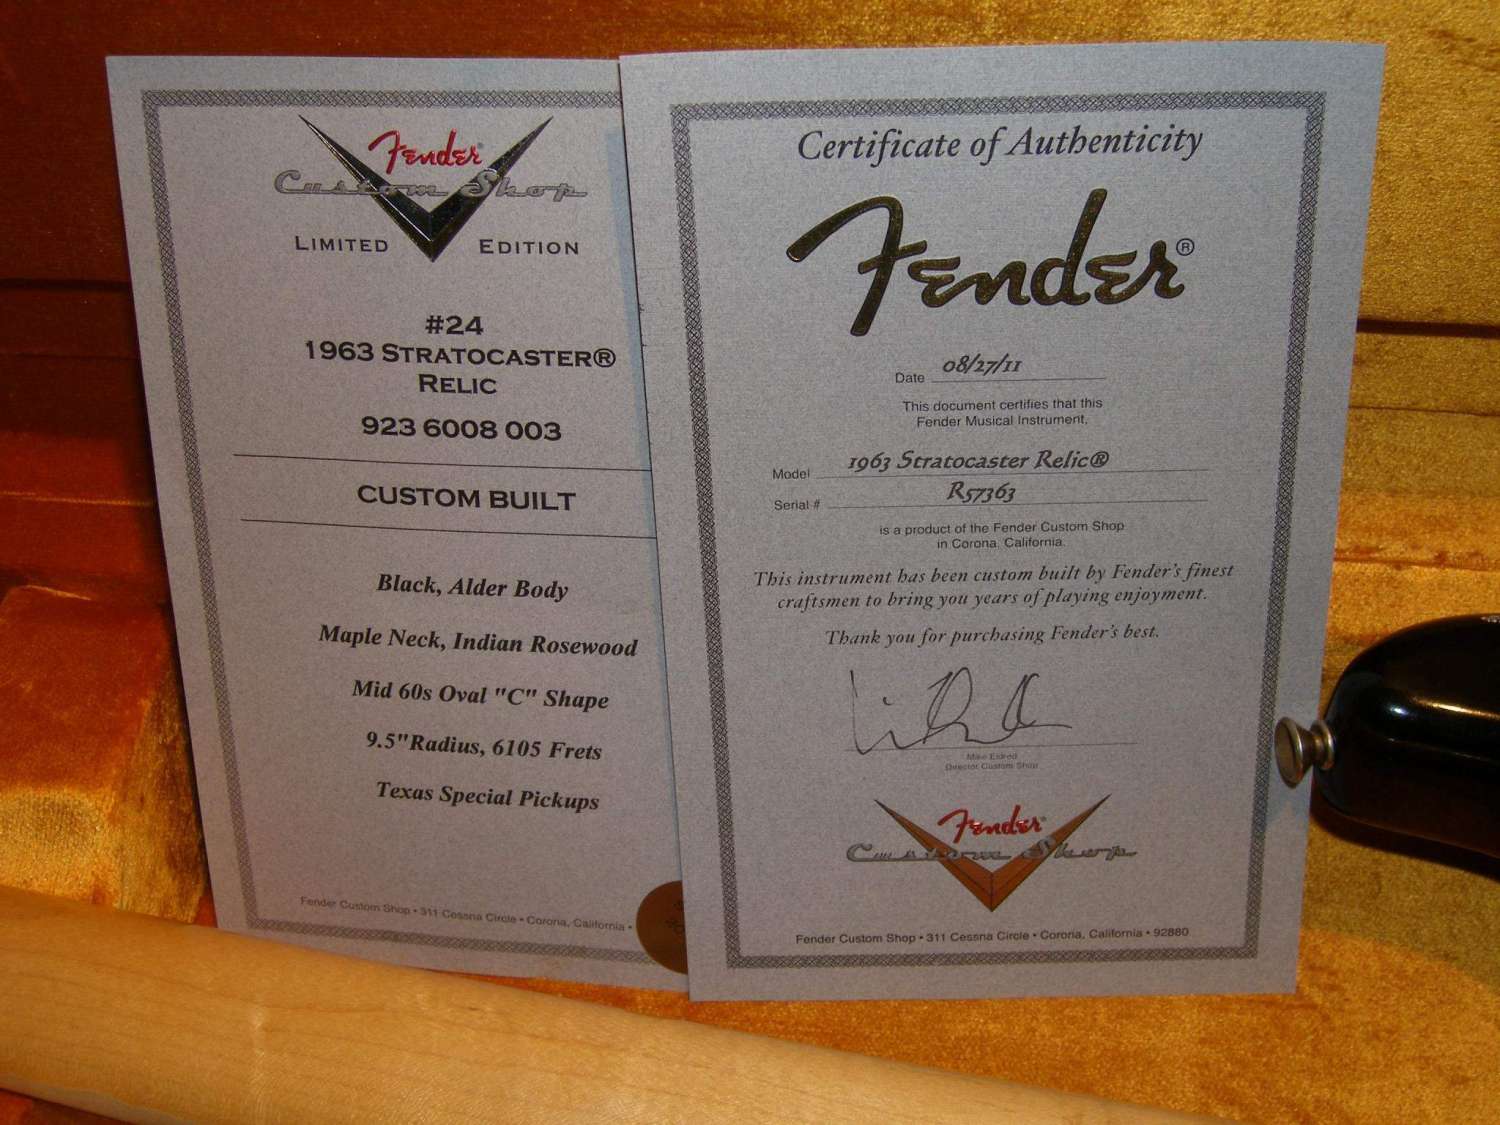 Fender®
Custom Shop
LIMITED EDITION
#24
1963 STRATOCASTER®
RELIC
923 6008 003
CUSTOM BUILT
Black, Alder Body
Maple Neck, Indian Rosewood
Mid 60s Oval "C" Shape
9.5"Radius, 6105 Frets
Texas Special Pickups
Fender Custom Shop • 311 Cessna Circle • Corona, California •
Certificate of Authenticity
Fender®
Date 08/27/11
This document certifies that this
Fender Musical Instrument,
Model 1963 Stratocaster Relic®
Serial # R57363
is a product of the Fender Custom Shop
in Corona, California.
This instrument has been custom built by Fender's finest
craftsmen to bring you years of playing enjoyment.
Thank you for purchasing Fender's best.
Mike Eldred
Director Custom Shop
Fender®
Custom Shop
Fender Custom Shop • 311 Cessna Circle • Corona, California • 92880